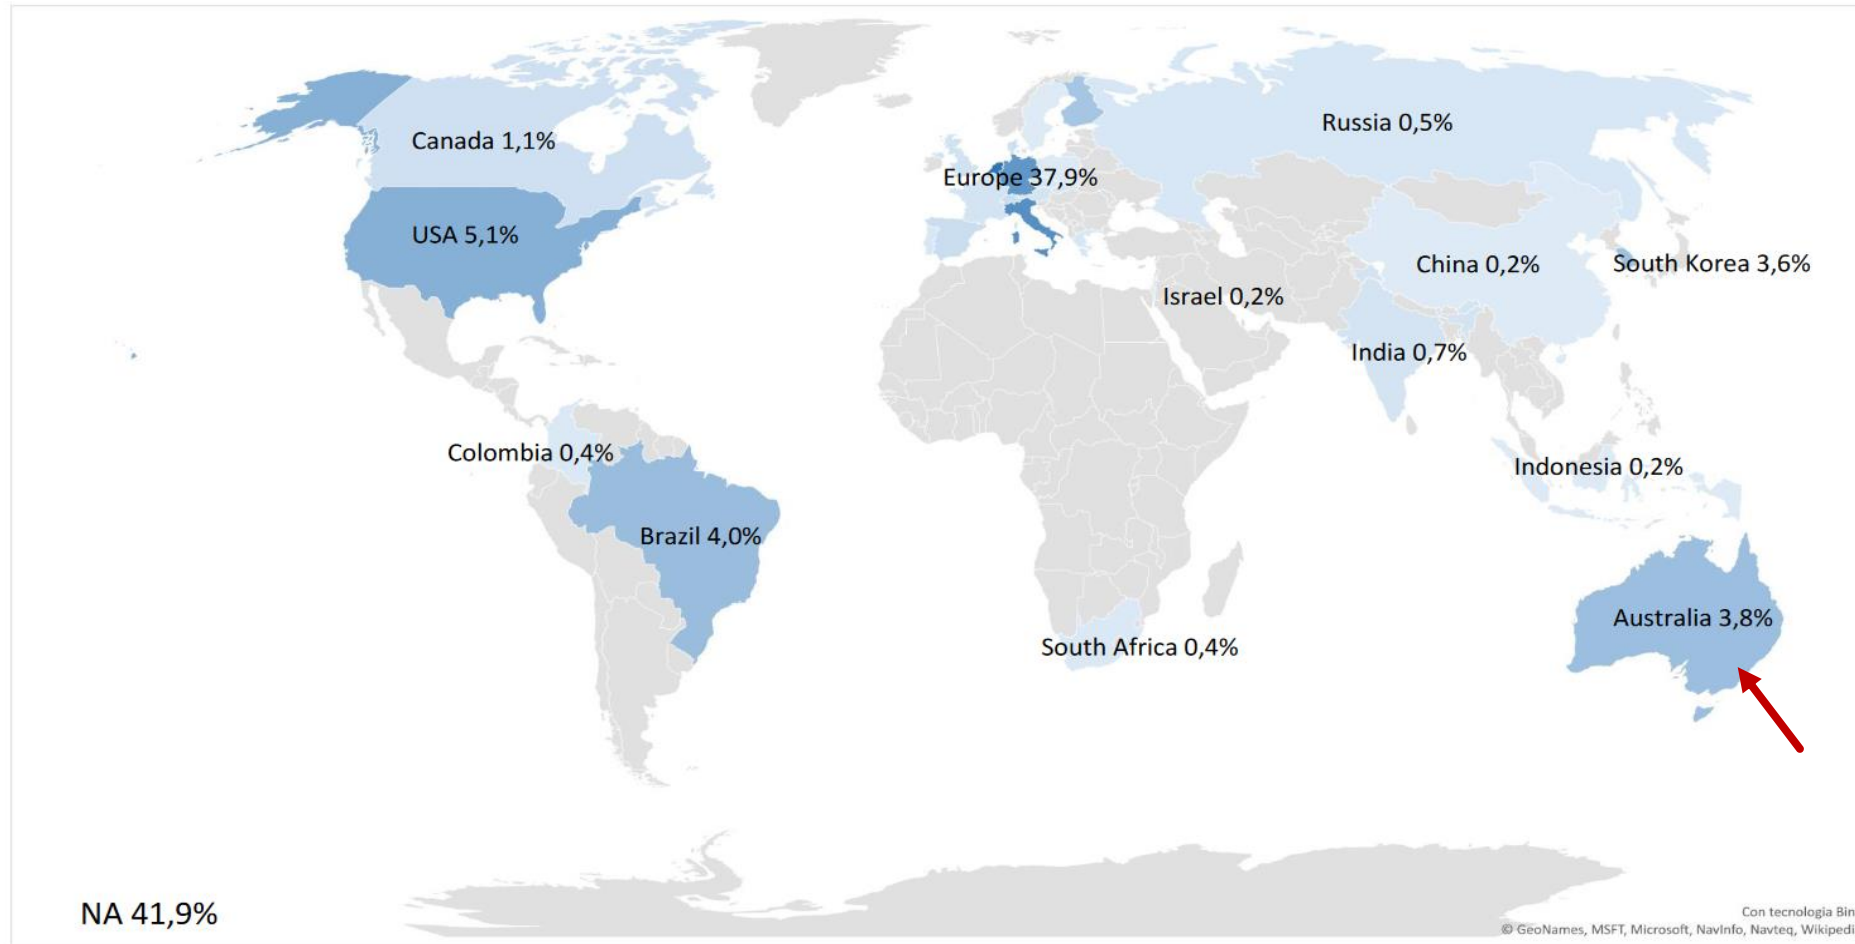 Canada 1,1%
Russia 0,5%
Europe 37,9%
USA 5,1%
China 0,2%
South Korea 3,6%
Israel 0,2%
India 0,7%
Colombia 0,4%
Indonesia 0,2%
Brazil 4,0%
Australia 3,8%
South Africa 0,4%
NA 41,9%
Con tecnologia Bin
© GeoNames, MSFT, Microsoft, NavInfo, Navteq, Wikipedi